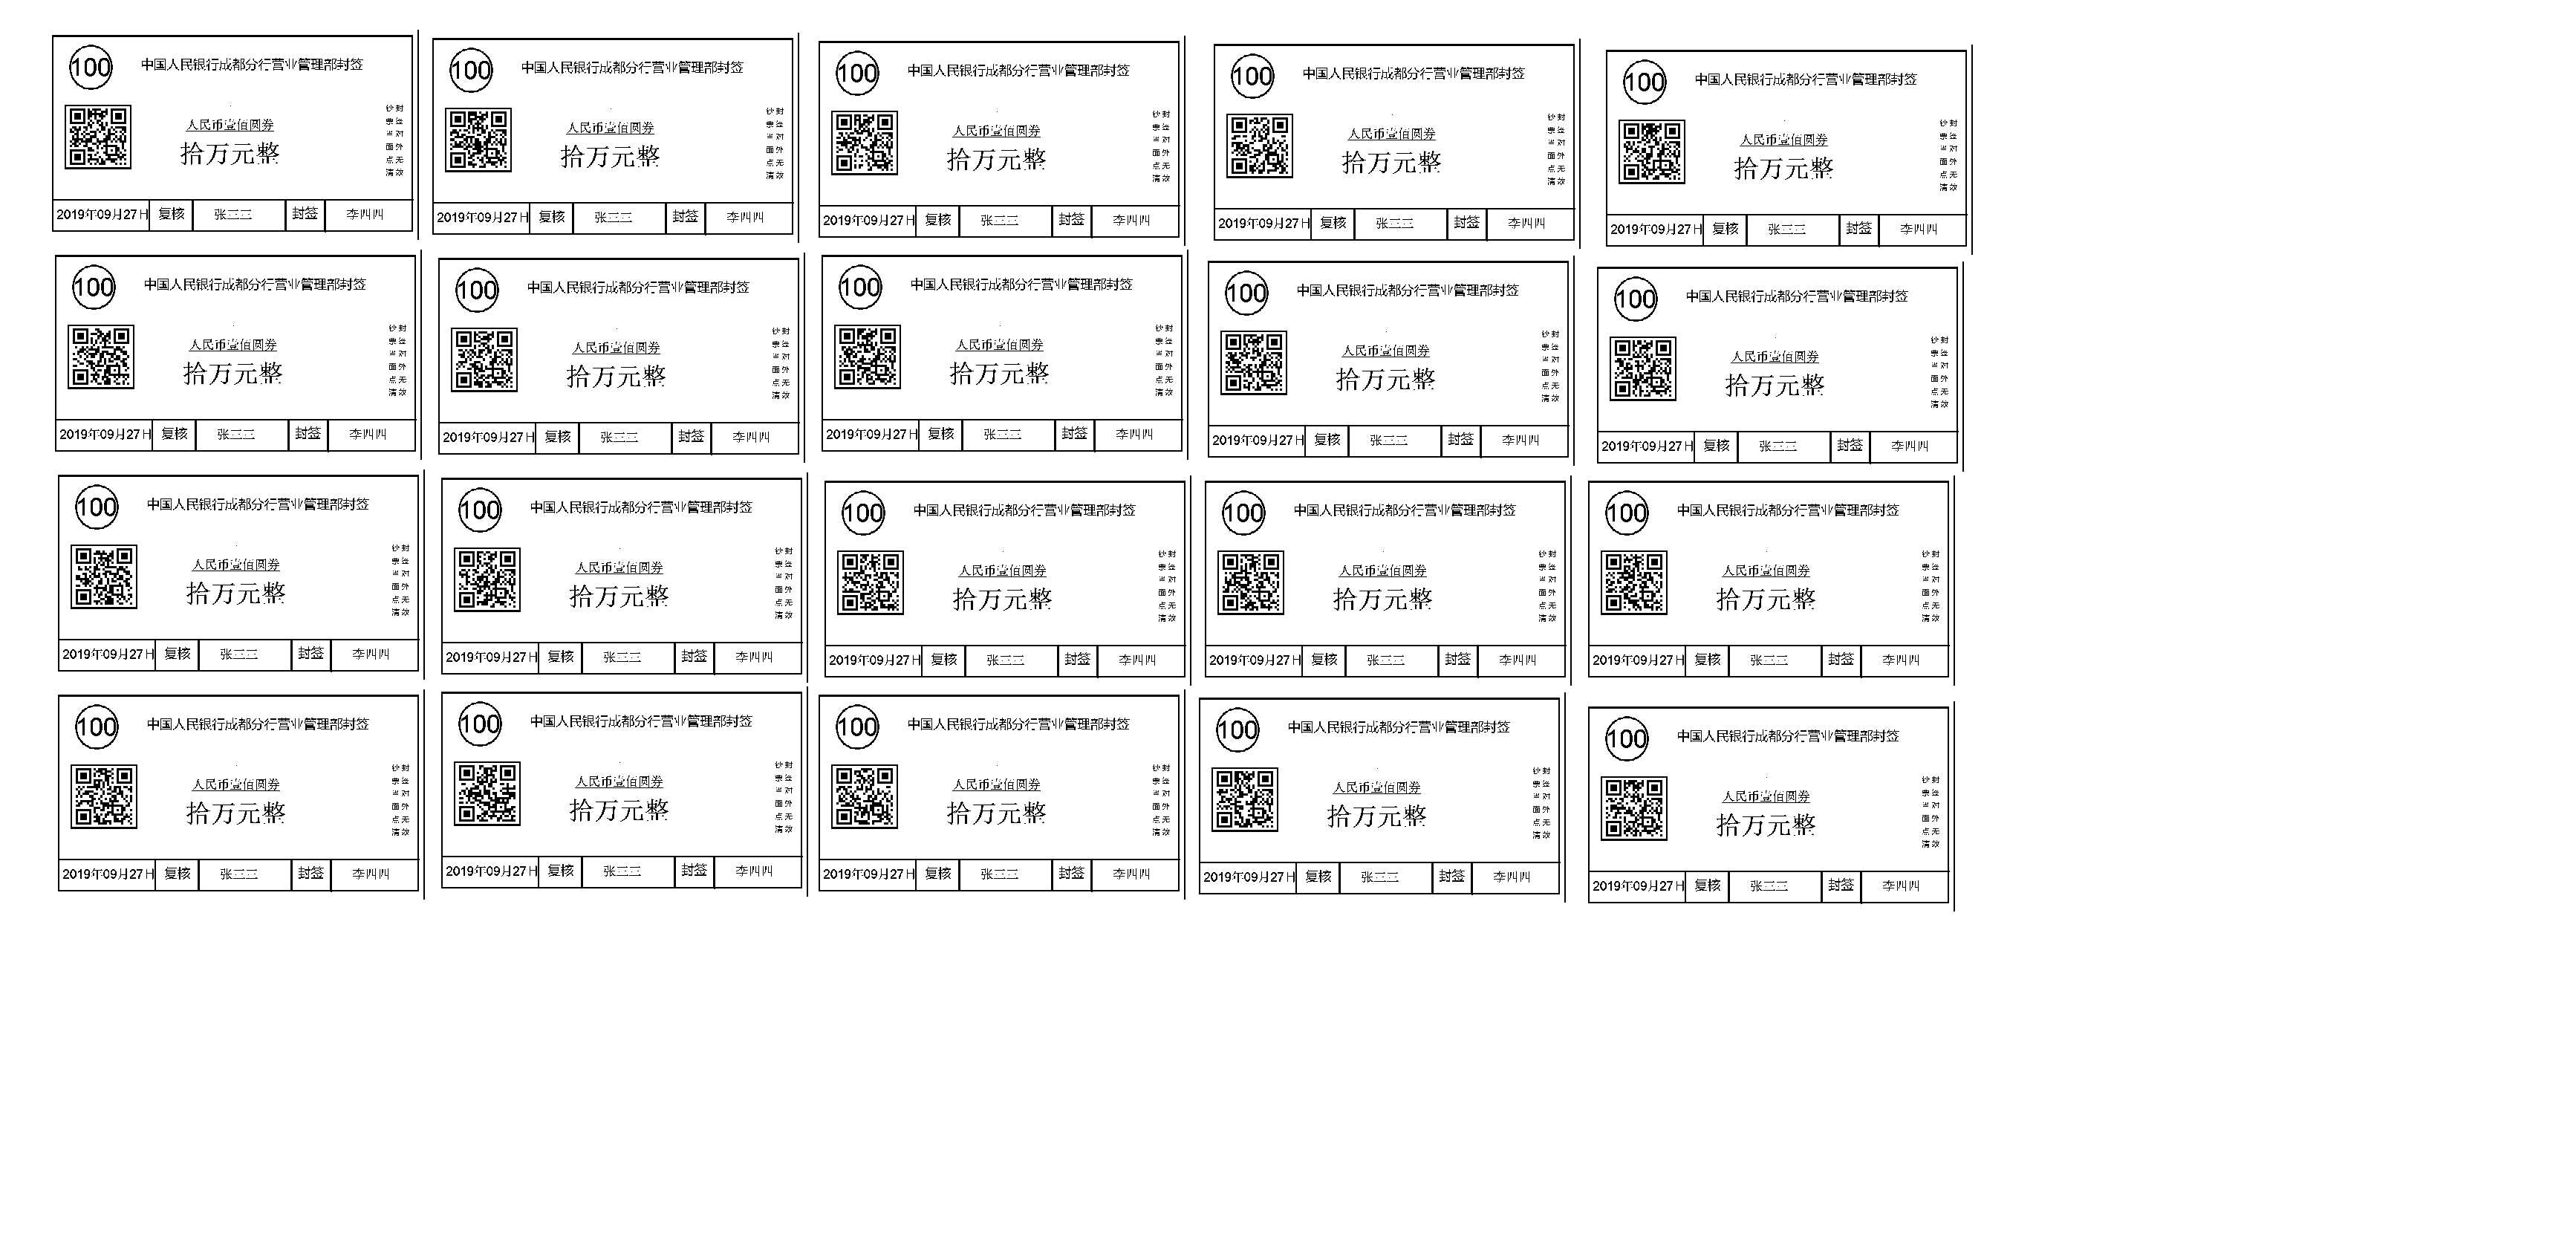 100
中国人民银行成都分行营业管理部封签
人民币壹佰圆券
拾万元整
封签对外无效
钞票当面点清
2019年09月27日 复核 张三三 封签 李四四
100
中国人民银行成都分行营业管理部封签
人民币壹佰圆券
拾万元整
封签对外无效
钞票当面点清
2019年09月27日 复核 张三三 封签 李四四
100
中国人民银行成都分行营业管理部封签
人民币壹佰圆券
拾万元整
封签对外无效
钞票当面点清
2019年09月27日 复核 张三三 封签 李四四
100
中国人民银行成都分行营业管理部封签
人民币壹佰圆券
拾万元整
封签对外无效
钞票当面点清
2019年09月27日 复核 张三三 封签 李四四
100
中国人民银行成都分行营业管理部封签
人民币壹佰圆券
拾万元整
封签对外无效
钞票当面点清
2019年09月27日 复核 张三三 封签 李四四
100
中国人民银行成都分行营业管理部封签
人民币壹佰圆券
拾万元整
封签对外无效
钞票当面点清
2019年09月27日 复核 张三三 封签 李四四
100
中国人民银行成都分行营业管理部封签
人民币壹佰圆券
拾万元整
封签对外无效
钞票当面点清
2019年09月27日 复核 张三三 封签 李四四
100
中国人民银行成都分行营业管理部封签
人民币壹佰圆券
拾万元整
封签对外无效
钞票当面点清
2019年09月27日 复核 张三三 封签 李四四
100
中国人民银行成都分行营业管理部封签
人民币壹佰圆券
拾万元整
封签对外无效
钞票当面点清
2019年09月27日 复核 张三三 封签 李四四
100
中国人民银行成都分行营业管理部封签
人民币壹佰圆券
拾万元整
封签对外无效
钞票当面点清
2019年09月27日 复核 张三三 封签 李四四
100
中国人民银行成都分行营业管理部封签
人民币壹佰圆券
拾万元整
封签对外无效
钞票当面点清
2019年09月27日 复核 张三三 封签 李四四
100
中国人民银行成都分行营业管理部封签
人民币壹佰圆券
拾万元整
封签对外无效
钞票当面点清
2019年09月27日 复核 张三三 封签 李四四
100
中国人民银行成都分行营业管理部封签
人民币壹佰圆券
拾万元整
封签对外无效
钞票当面点清
2019年09月27日 复核 张三三 封签 李四四
100
中国人民银行成都分行营业管理部封签
人民币壹佰圆券
拾万元整
封签对外无效
钞票当面点清
2019年09月27日 复核 张三三 封签 李四四
100
中国人民银行成都分行营业管理部封签
人民币壹佰圆券
拾万元整
封签对外无效
钞票当面点清
2019年09月27日 复核 张三三 封签 李四四
100
中国人民银行成都分行营业管理部封签
人民币壹佰圆券
拾万元整
封签对外无效
钞票当面点清
2019年09月27日 复核 张三三 封签 李四四
100
中国人民银行成都分行营业管理部封签
人民币壹佰圆券
拾万元整
封签对外无效
钞票当面点清
2019年09月27日 复核 张三三 封签 李四四
100
中国人民银行成都分行营业管理部封签
人民币壹佰圆券
拾万元整
封签对外无效
钞票当面点清
2019年09月27日 复核 张三三 封签 李四四
100
中国人民银行成都分行营业管理部封签
人民币壹佰圆券
拾万元整
封签对外无效
钞票当面点清
2019年09月27日 复核 张三三 封签 李四四
100
中国人民银行成都分行营业管理部封签
人民币壹佰圆券
拾万元整
封签对外无效
钞票当面点清
2019年09月27日 复核 张三三 封签 李四四